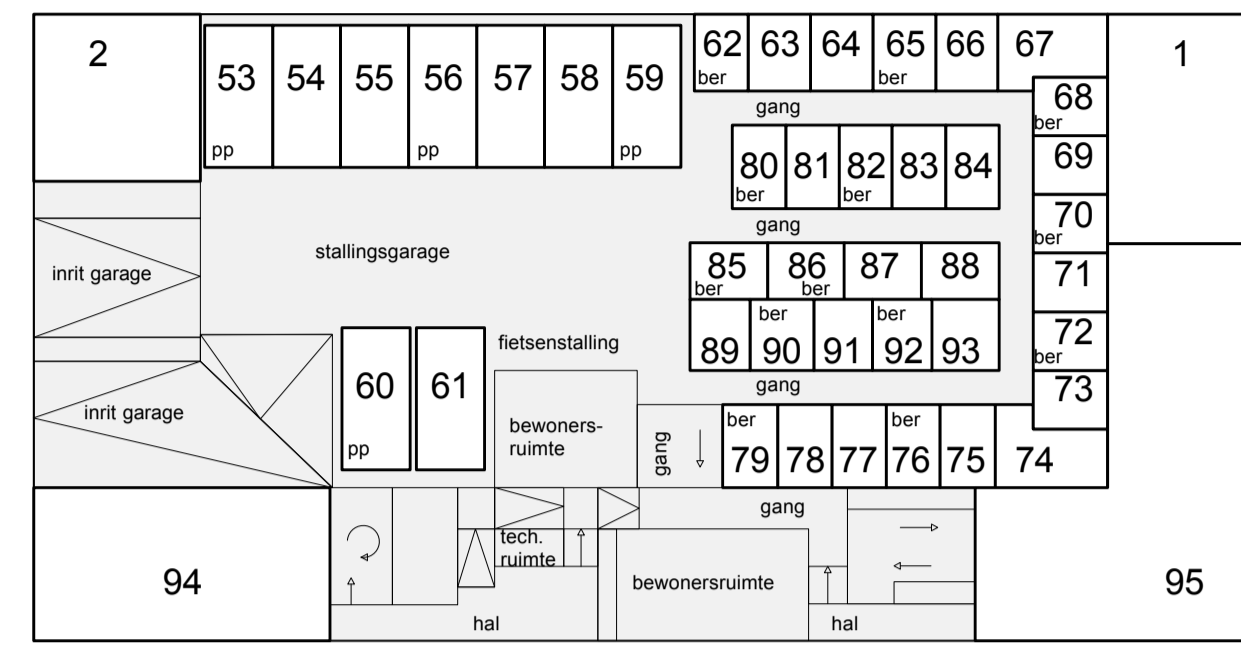 2
53 54 55 56 57 58 59
pp pp pp
62 63 64 65 66 67
ber ber
1
gang
68
ber
69
70
ber
71
72
ber
73
80 81 82 83 84
ber ber
gang
inrit garage
stallingsgarage
85 86 87 88
ber ber
ber ber
89 90 91 92 93
gang
fietsenstalling
60 61
pp
inrit garage
bewoners-
ruimte
gang
ber ber
79 78 77 76 75 74
gang
tech.
ruimte
94
bewonersruimte
95
hal
hal